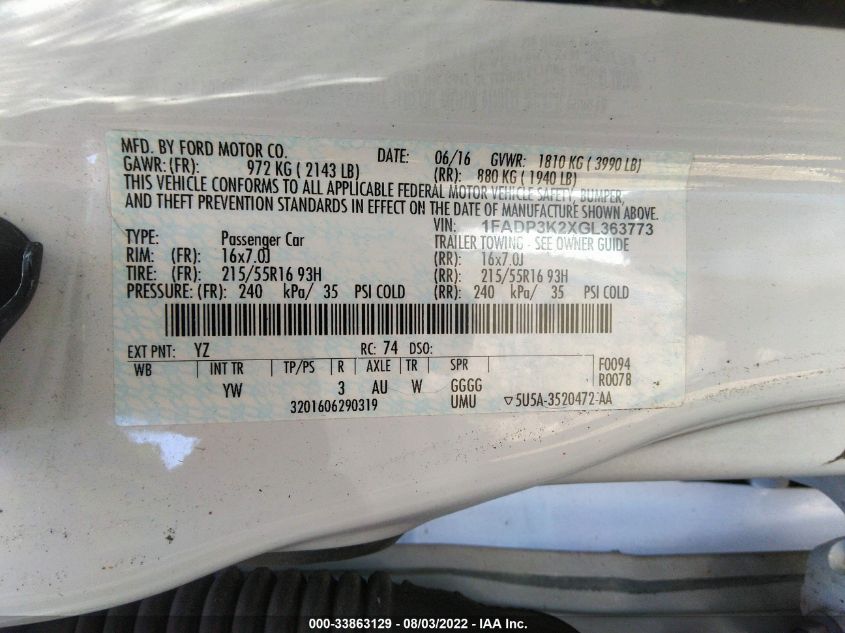 MFD. BY FORD MOTOR CO. DATE: 06/16 GVWR: 1810 KG ( 3990 LB)
GAWR: (FR): 972 KG ( 2143 LB) (RR): 880 KG ( 1940 LB)
THIS VEHICLE CONFORMS TO ALL APPLICABLE FEDERAL MOTOR VEHICLE SAFETY, BUMPER,
AND THEFT PREVENTION STANDARDS IN EFFECT ON THE DATE OF MANUFACTURE SHOWN ABOVE.
VIN: 1FADP3K2XGL363773
TYPE: Passenger Car TRAILER TOWING - SEE OWNER GUIDE
RIM: (FR): 16x7.0J (RR): 16x7.0J
TIRE: (FR): 215/55R16 93H (RR): 215/55R16 93H
PRESSURE: (FR): 240 kPa/ 35 PSI COLD (RR): 240 kPa/ 35 PSI COLD
EXT PNT: YZ RC: 74 DSO:
WB INT TR TP/PS R AXLE TR SPR F0094
YW 3 AU W GGGG R0078
3201606290319 UMU ▽5U5A-3520472-AA
000-33863129 - 08/03/2022 - IAA Inc.